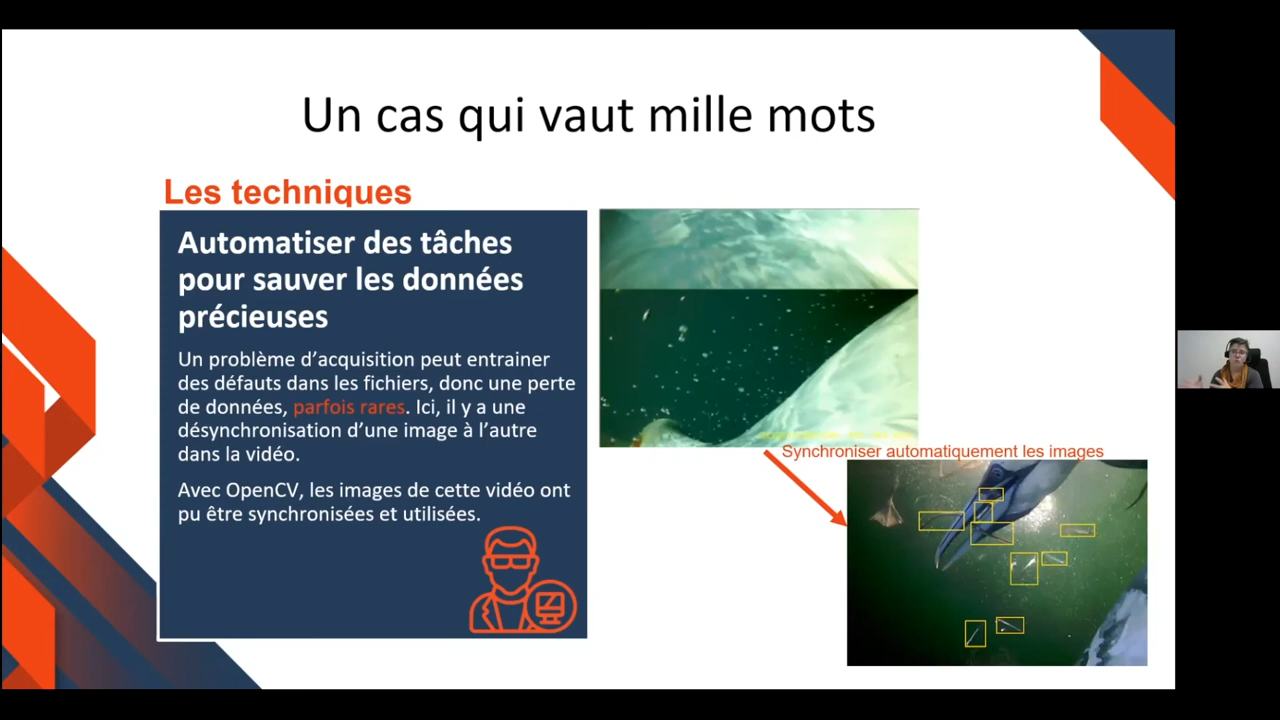 Un cas qui vaut mille mots
Les techniques
Automatiser des tâches
pour sauver les données
précieuses
Un problème d’acquisition peut entrainer
des défauts dans les fichiers, donc une perte
de données, parfois rares. Ici, il y a une
désynchronisation d’une image à l’autre
dans la vidéo.
Avec OpenCV, les images de cette vidéo ont
pu être synchronisées et utilisées.
Synchroniser automatiquement les images